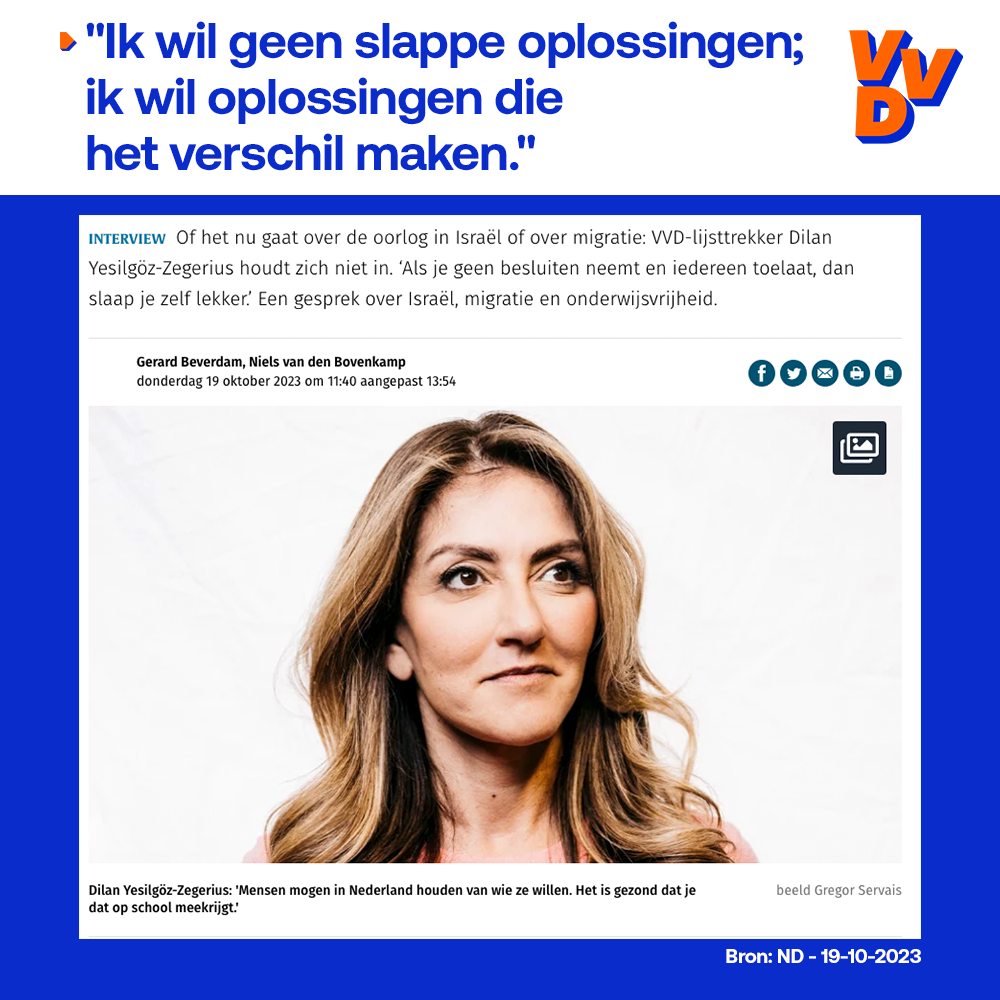 "Ik wil geen slappe oplossingen;
ik wil oplossingen die
het verschil maken."
VVD
INTERVIEW Of het nu gaat over de oorlog in Israël of over migratie: VVD-lijsttrekker Dilan
Yesilgöz-Zegerius houdt zich niet in. ‘Als je geen besluiten neemt en iedereen toelaat, dan
slaap je zelf lekker.’ Een gesprek over Israël, migratie en onderwijsvrijheid.
Gerard Beverdam, Niels van den Bovenkamp
donderdag 19 oktober 2023 om 11:40 aangepast 13:54
Dilan Yesilgöz-Zegerius: 'Mensen mogen in Nederland houden van wie ze willen. Het is gezond dat je
dat op school meekrijgt.'
beeld Gregor Servais
Bron: ND - 19-10-2023